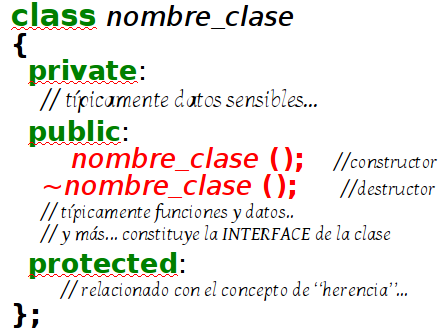 class nombre_clase
{
private:
// típicamente datos sensibles...
public:
nombre_clase (); //constructor
~nombre_clase (); //destructor
// típicamente funciones y datos..
// y más... constituye la INTERFACE de la clase
protected:
// relacionado con el concepto de “herencia”...
};